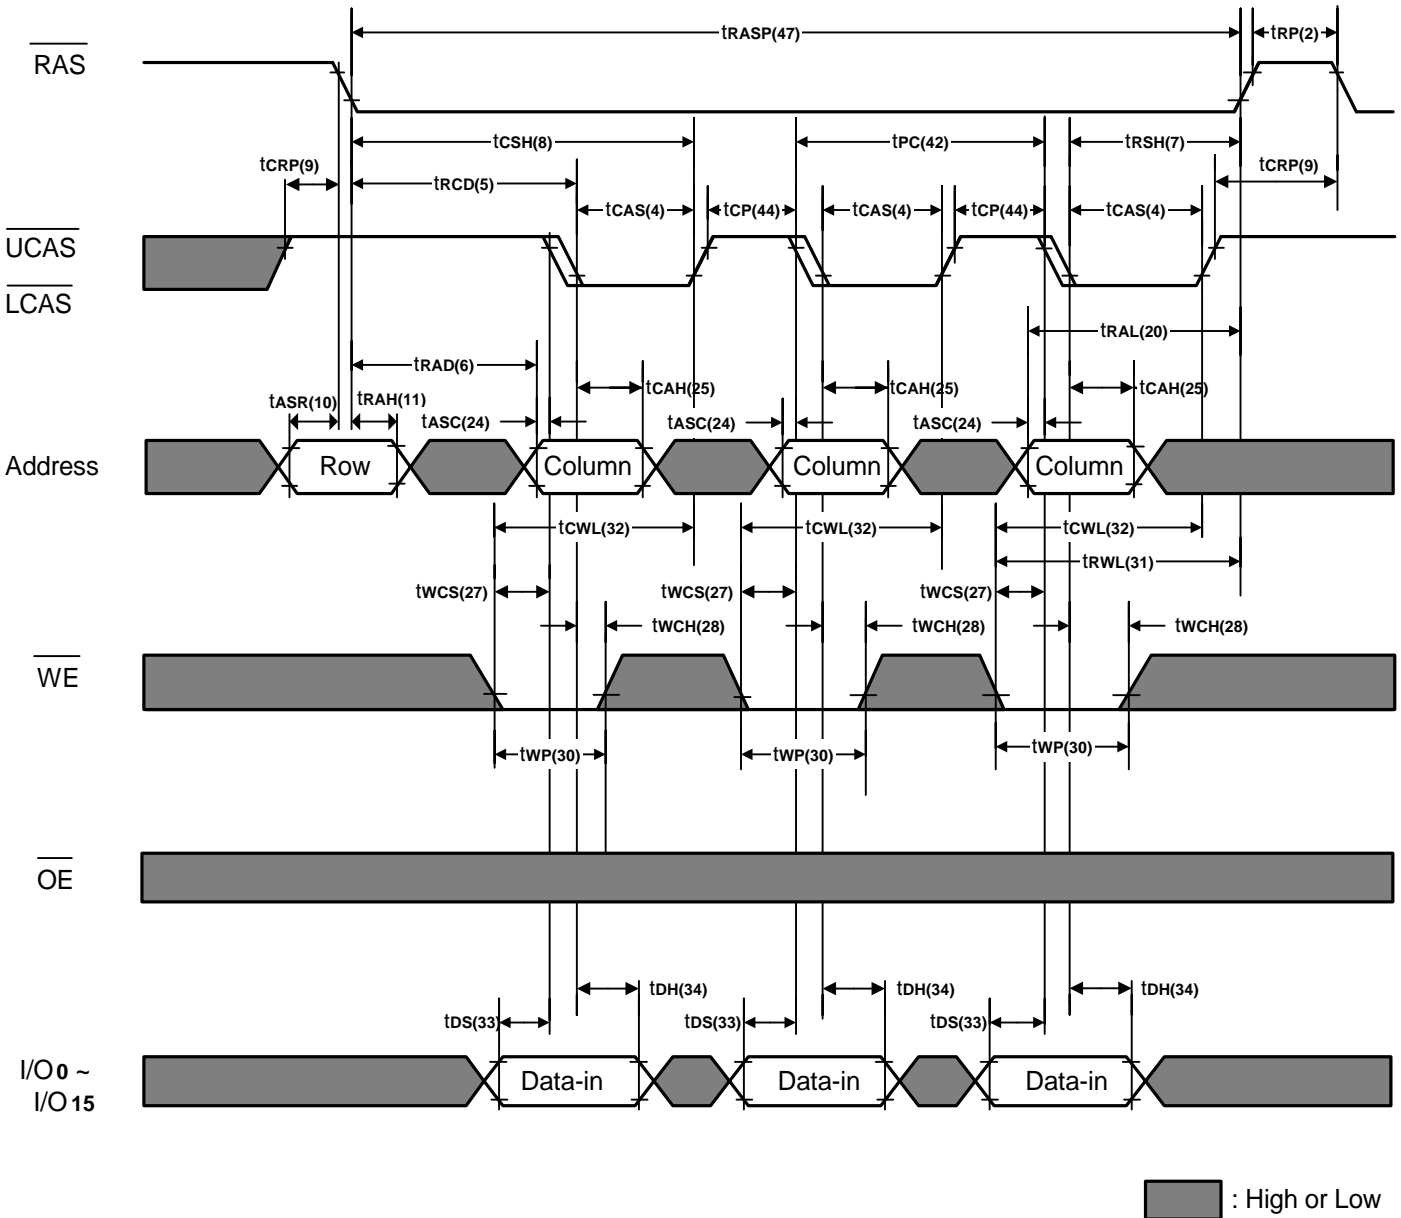 tRASP(47) tRP(2)
RAS
tCSH(8) tPC(42) tRSH(7)
tCRP(9) tCRP(9)
tRCD(5)
tCAS(4) tCP(44) tCAS(4) tCP(44) tCAS(4)
UCAS
LCAS
tRAL(20)
tRAD(6)
tCAH(25) tCAH(25) tCAH(25)
tASR(10) tRAH(11)
tASC(24) tASC(24) tASC(24)
Address Row Column Column Column
tCWL(32) tCWL(32) tCWL(32)
tRWL(31)
tWCS(27) tWCS(27) tWCS(27)
tWCH(28) tWCH(28) tWCH(28)
WE
tWP(30) tWP(30) tWP(30)
OE
tDH(34) tDH(34) tDH(34)
tDS(33) tDS(33) tDS(33)
I/O0 ~ Data-in Data-in Data-in
I/O15
: High or Low